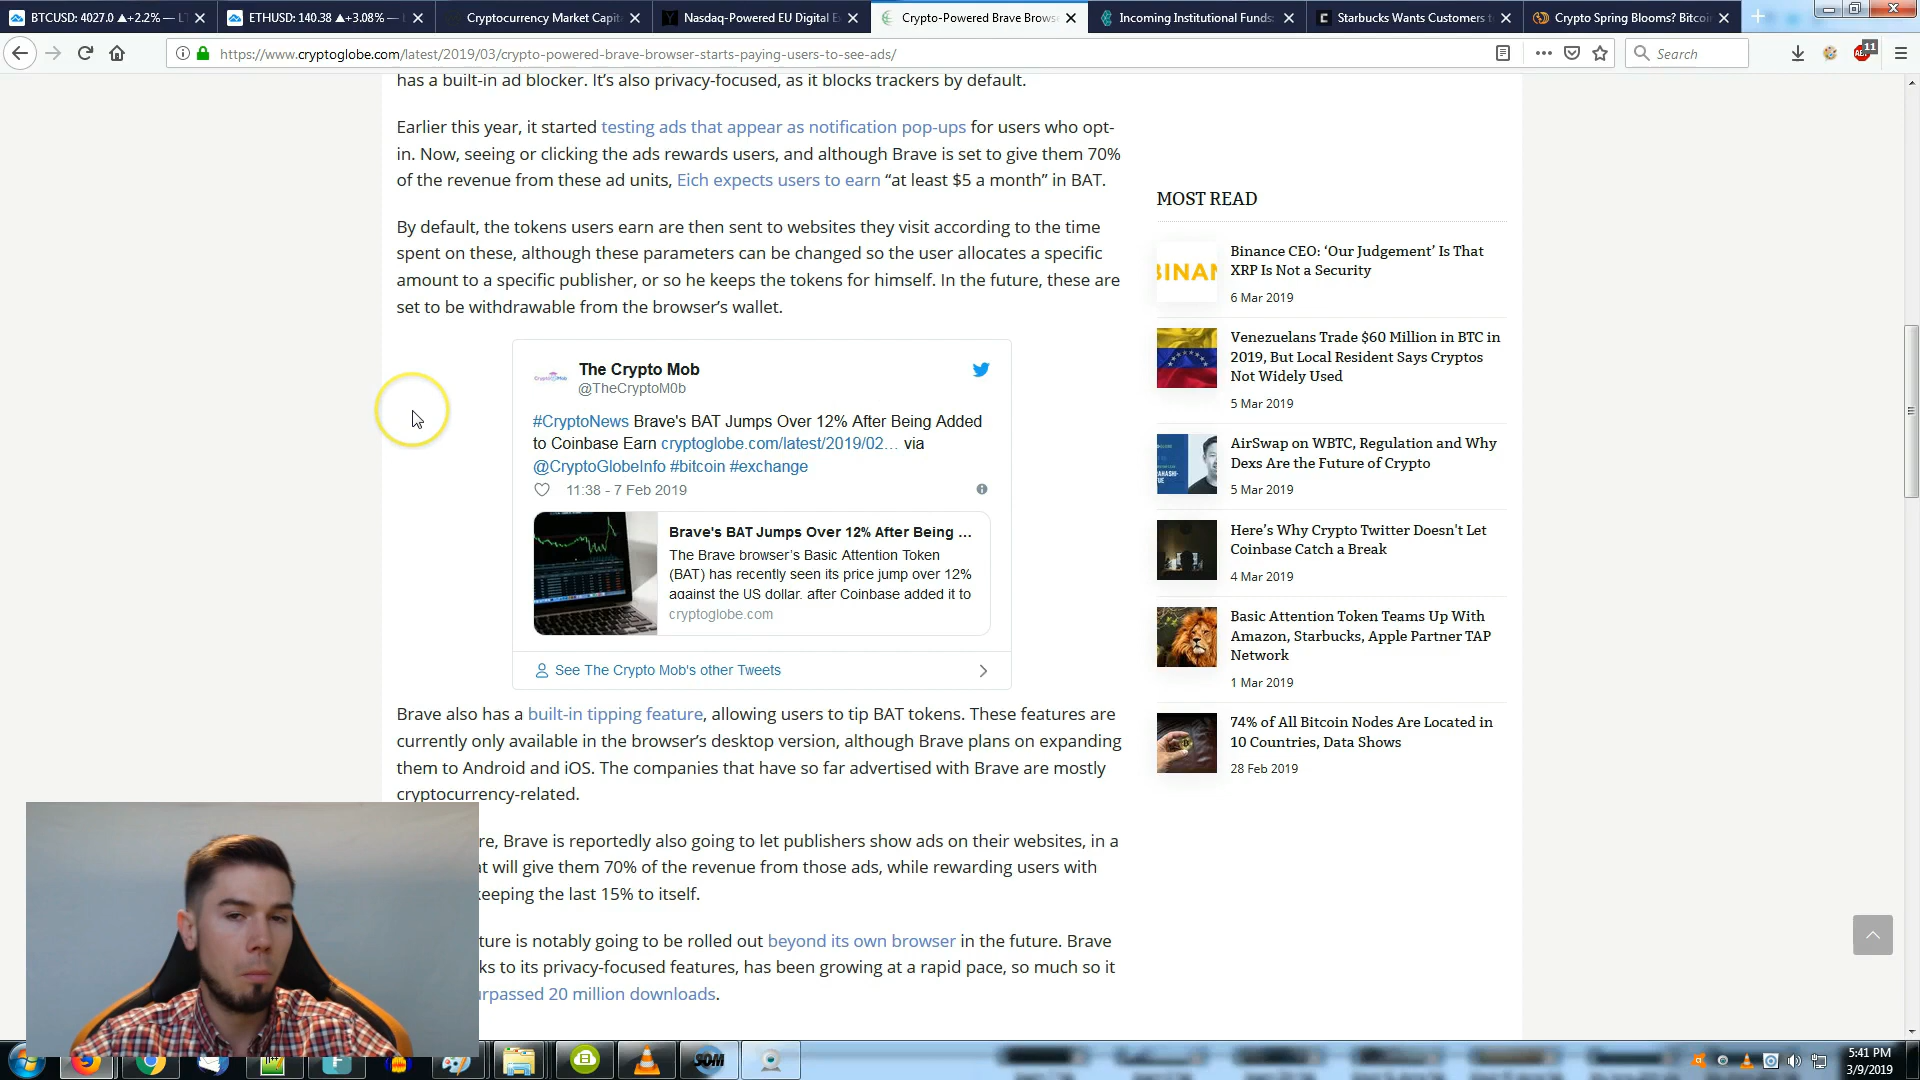 BTCUSD: 4027.0 ▲+2.2% —
ETHUSD: 140.38 ▲+3.08% —
Cryptocurrency Market Capit
Nasdaq-Powered EU Digital E
Crypto-Powered Brave Brows
Incoming Institutional Funds
Starbucks Wants Customers t
Crypto Spring Blooms? Bitcoi
https://www.cryptoglobe.com/latest/2019/03/crypto-powered-brave-browser-starts-paying-users-to-see-ads/
Search
11
has a built-in ad blocker. It's also privacy-focused, as it blocks trackers by default.
Earlier this year, it started testing ads that appear as notification pop-ups for users who opt-
in. Now, seeing or clicking the ads rewards users, and although Brave is set to give them 70%
of the revenue from these ad units, Eich expects users to earn “at least $5 a month” in BAT.
By default, the tokens users earn are then sent to websites they visit according to the time
spent on these, although these parameters can be changed so the user allocates a specific
amount to a specific publisher, or so he keeps the tokens for himself. In the future, these are
set to be withdrawable from the browser's wallet.
The Crypto Mob
@TheCryptoM0b
#CryptoNews Brave's BAT Jumps Over 12% After Being Added
to Coinbase Earn cryptoglobe.com/latest/2019/02… via
@CryptoGlobeInfo #bitcoin #exchange
11:38 - 7 Feb 2019
Brave's BAT Jumps Over 12% After Being ...
The Brave browser's Basic Attention Token
(BAT) has recently seen its price jump over 12%
against the US dollar, after Coinbase added it to
cryptoglobe.com
See The Crypto Mob's other Tweets
Brave also has a built-in tipping feature, allowing users to tip BAT tokens. These features are
currently only available in the browser's desktop version, although Brave plans on expanding
them to Android and iOS. The companies that have so far advertised with Brave are mostly
cryptocurrency-related.
re, Brave is reportedly also going to let publishers show ads on their websites, in a
at will give them 70% of the revenue from those ads, while rewarding users with
keeping the last 15% to itself.
ture is notably going to be rolled out beyond its own browser in the future. Brave
ks to its privacy-focused features, has been growing at a rapid pace, so much so it
urpassed 20 million downloads.
MOST READ
BINAN
Binance CEO: ‘Our Judgement’ Is That
XRP Is Not a Security
6 Mar 2019
Venezuelans Trade $60 Million in BTC in
2019, But Local Resident Says Cryptos
Not Widely Used
5 Mar 2019
AirSwap on WBTC, Regulation and Why
Dexs Are the Future of Crypto
5 Mar 2019
Here's Why Crypto Twitter Doesn't Let
Coinbase Catch a Break
4 Mar 2019
Basic Attention Token Teams Up With
Amazon, Starbucks, Apple Partner TAP
Network
1 Mar 2019
74% of All Bitcoin Nodes Are Located in
10 Countries, Data Shows
28 Feb 2019
SOM
5:41 PM
3/9/2019